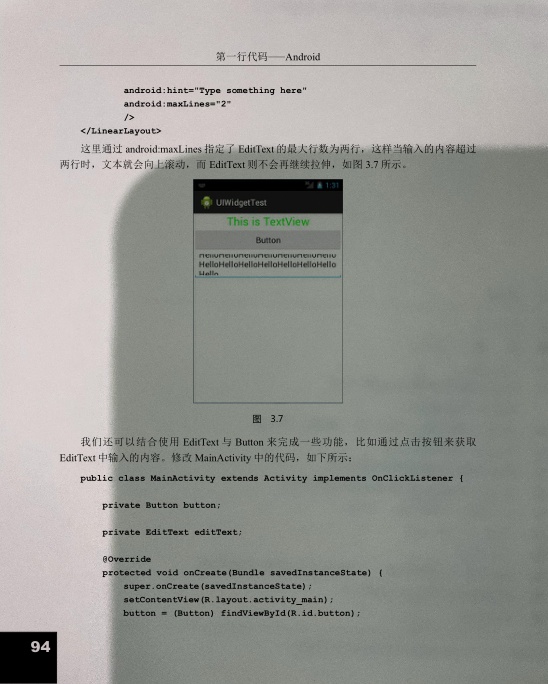 第一行代码——Android
android:hint="Type something here"
android:maxLines="2"
/>
</LinearLayout>
这里通过 android:maxLines 指定了 EditText 的最大行数为两行，这样当输入的内容超过
两行时，文本就会向上滚动，而 EditText 则不会再继续拉伸，如图 3.7 所示。
1:31
UIWidgetTest
This is TextView
Button
HelloHelloHelloHelloHelloHelloHello
HelloHelloHelloHelloHelloHelloHello
Hello
图 3.7
我们还可以结合使用 EditText 与 Button 来完成一些功能，比如通过点击按钮来获取
EditText 中输入的内容。修改 MainActivity 中的代码，如下所示：
public class MainActivity extends Activity implements OnClickListener {
private Button button;
private EditText editText;
@Override
protected void onCreate(Bundle savedInstanceState) {
super.onCreate(savedInstanceState);
setContentView(R.layout.activity_main);
button = (Button) findViewById(R.id.button);
94